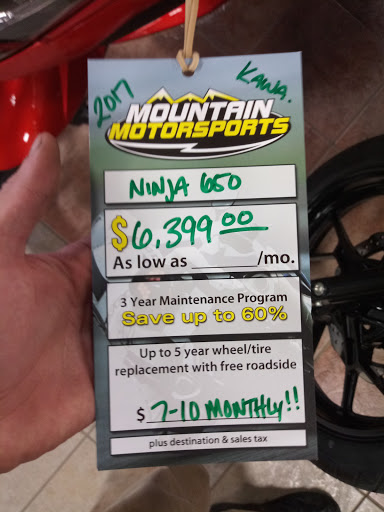 2017
KAWA.
MOUNTAIN
MOTORSPORTS
NINJA 650
$6,399 00
As low as ______/mo.
3 Year Maintenance Program
Save up to 60%
Up to 5 year wheel/tire
replacement with free roadside
$ 7-10 MONTHLY!!
plus destination & sales tax